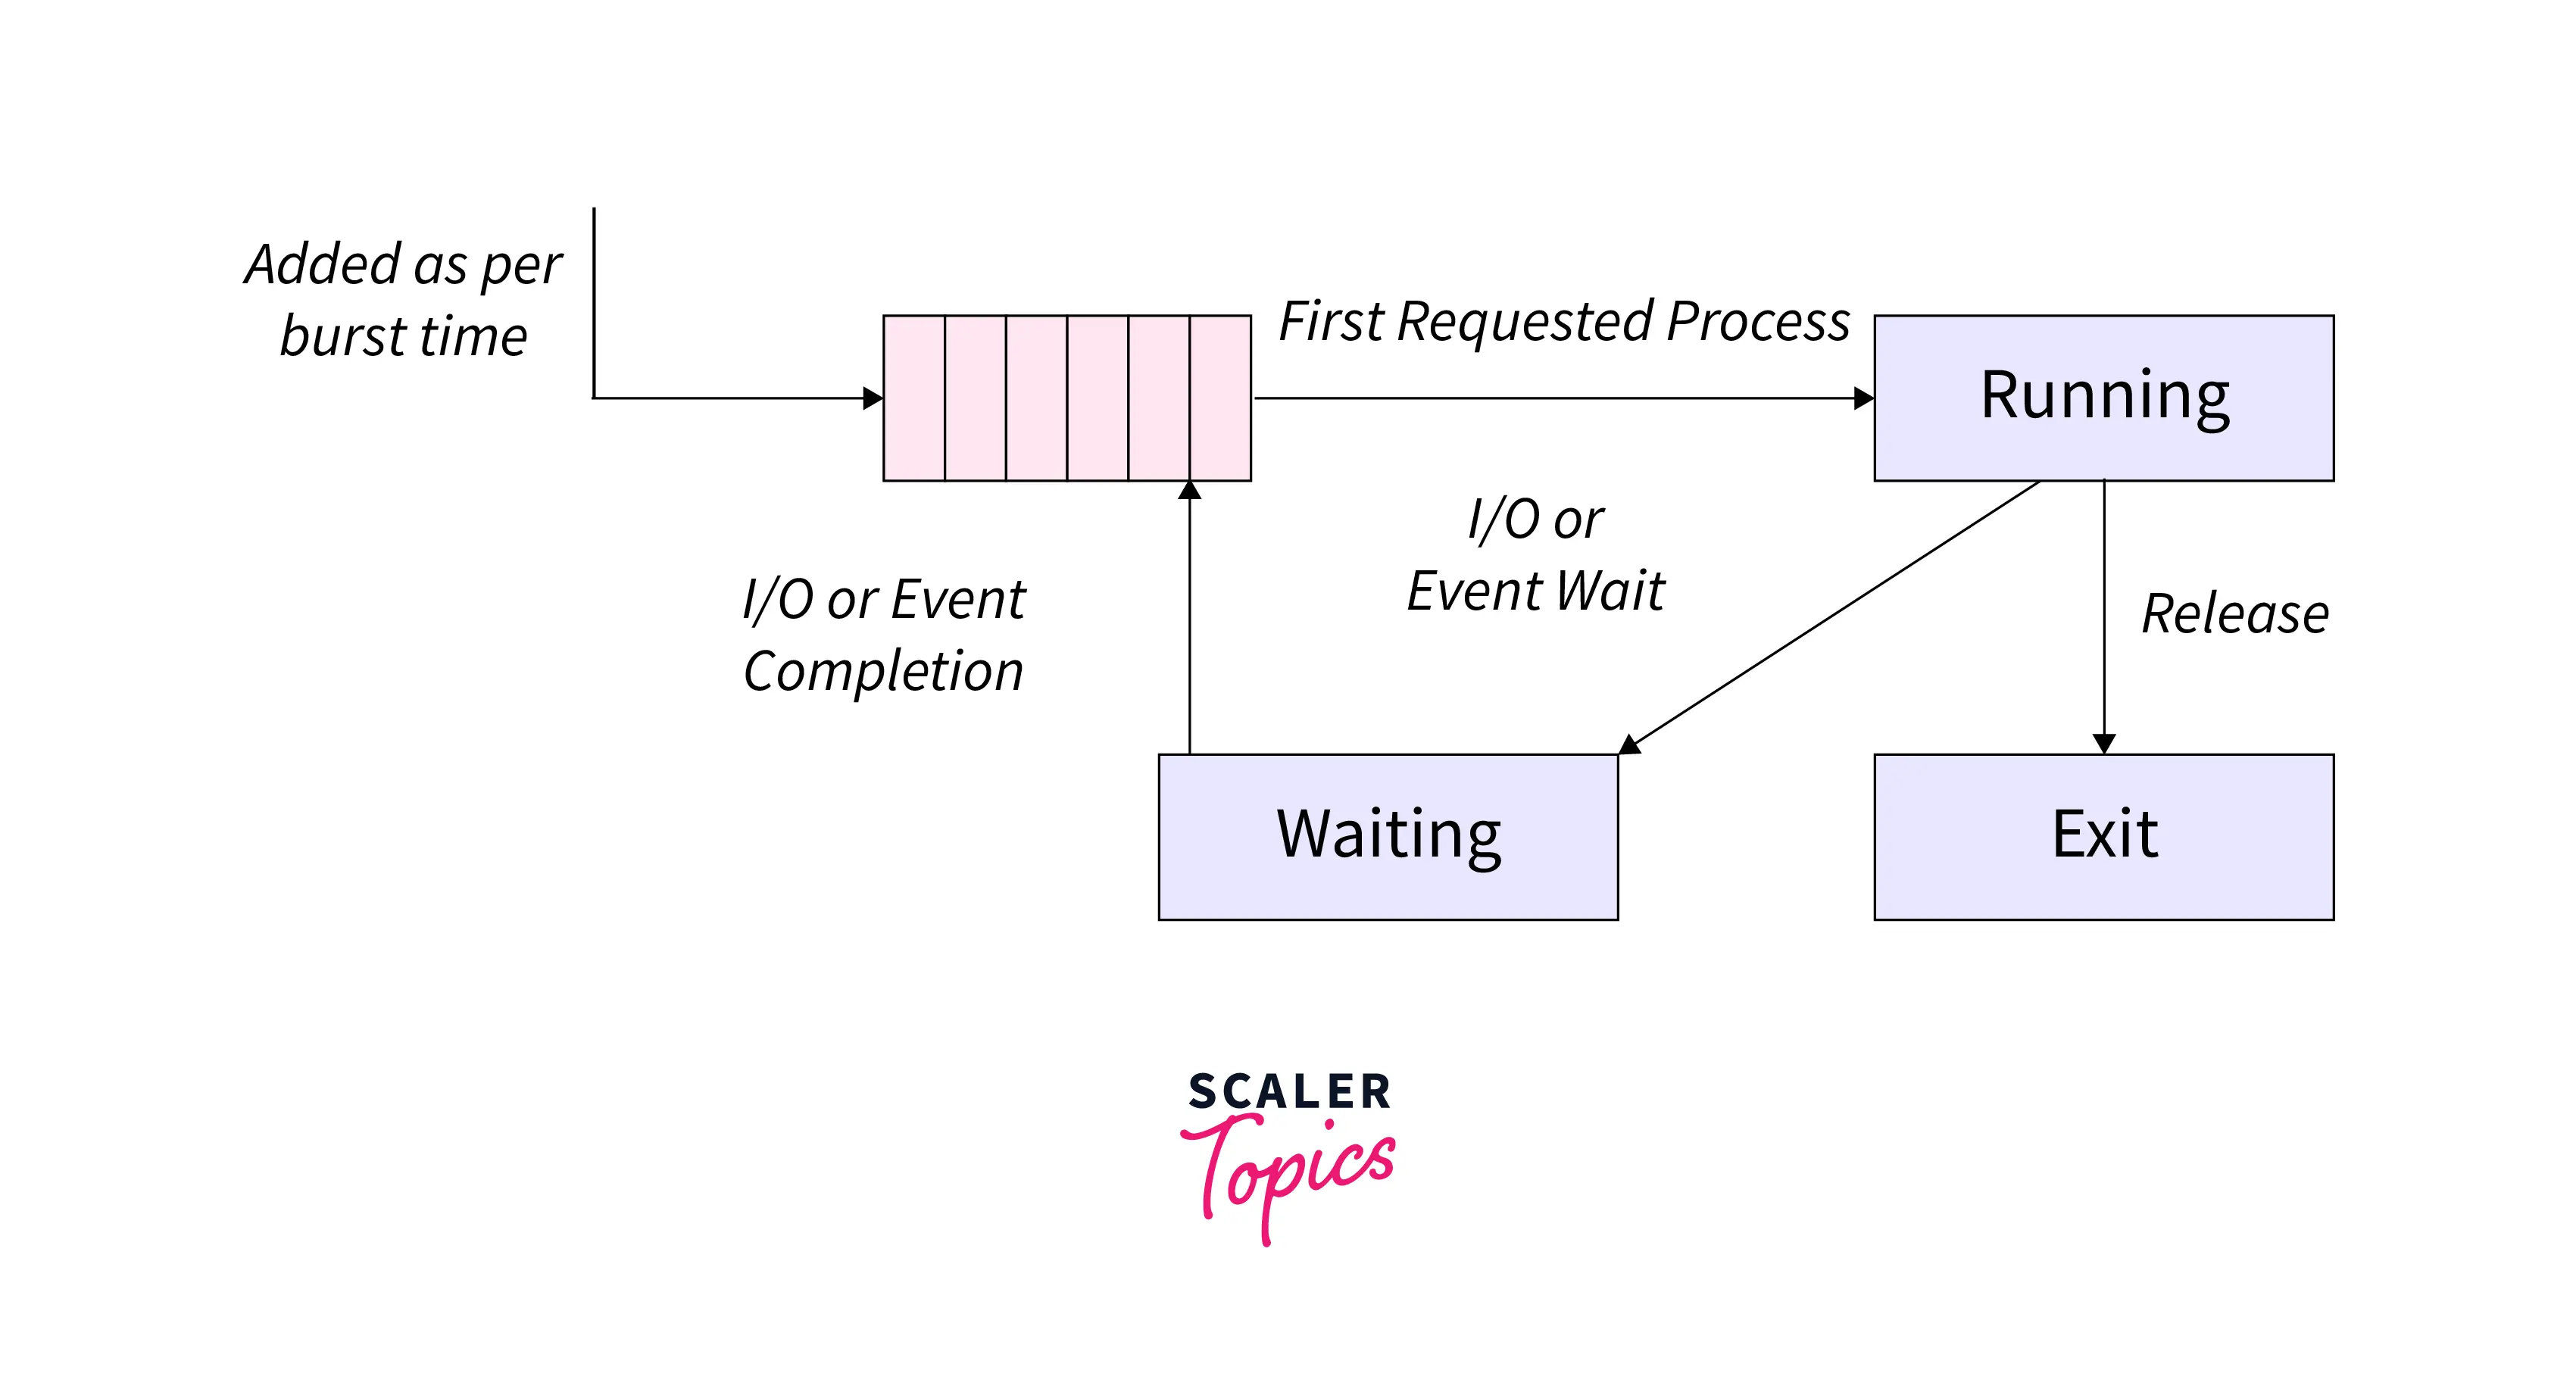 Added as per
burst time
First Requested Process
Running
I/O or
Event Wait
I/O or Event
Completion
Release
Waiting
Exit
SCALER
Topics